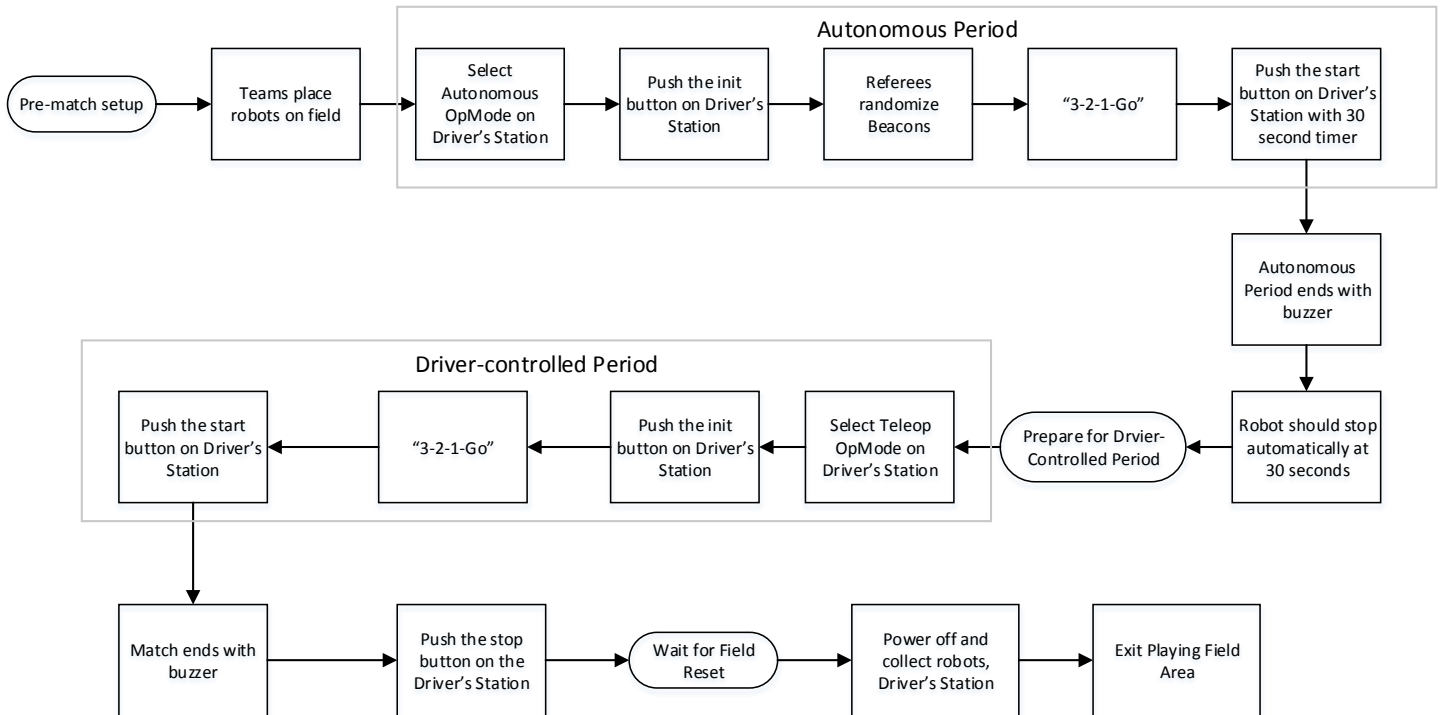 Autonomous Period
Pre-match setup
Teams place
robots on field
Select
Autonomous
OpMode on
Driver's Station
Push the init
button on Driver's
Station
Referees
randomize
Beacons
“3-2-1-Go”
Push the start
button on Driver's
Station with 30
second timer
Autonomous
Period ends with
buzzer
Robot should stop
automatically at
30 seconds
Prepare for Drvier-
Controlled Period
Driver-controlled Period
Select Teleop
OpMode on
Driver's Station
Push the init
button on Driver's
Station
“3-2-1-Go”
Push the start
button on Driver's
Station
Match ends with
buzzer
Push the stop
button on the
Driver's Station
Wait for Field
Reset
Power off and
collect robots,
Driver's Station
Exit Playing Field
Area